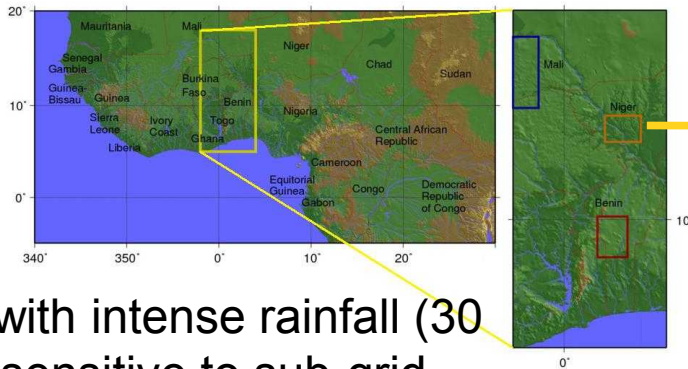 20°
Mauritania
Mali
Niger
Chad
Sudan
Senegal
Gambia
Guinea-
Bissau
Guinea
Burkina
Faso
Benin
10°
Sierra
Leone
Ivory
Coast
Togo
Ghana
Nigeria
Liberia
Central African
Republic
Cameroon
Equitorial
Guinea
Gabon
Congo
Democratic
Republic
of Congo
0°
340°
350°
0°
10°
20°
Mali
Niger
Benin
10
0°
with intense rainfall (30
sensitive to sub-grid